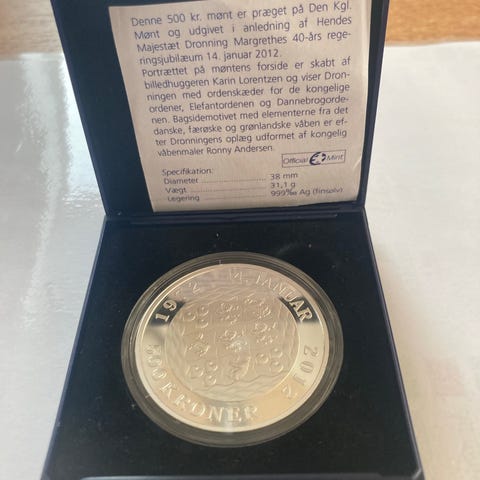 Denne 500 kr. mønt er præget på Den Kgl.
Mønt og udgivet i anledning af Hendes
Majestæt Dronning Margrethes 40-års rege-
ringsjubilæum 14. januar 2012.
Portrættet på møntens forside er skabt af
billedhuggeren Karin Lorentzen og viser Dron-
ningen med ordenskæder for de kongelige
ordener, Elefantordenen og Dannebrogorde-
nen. Bagsidemotivet med elementerne fra det
danske, færøske og grønlandske våben er ef-
ter Dronningens oplæg udformet af kongelig
våbenmaler Ronny Andersen.
Official Mint
Specifikation:
Diameter ........................ 38 mm
Vægt ........................ 31,1 g
Legering ........................ 999‰ Ag (finsølv)
1972 14. JANUAR 2012
500 KRONER